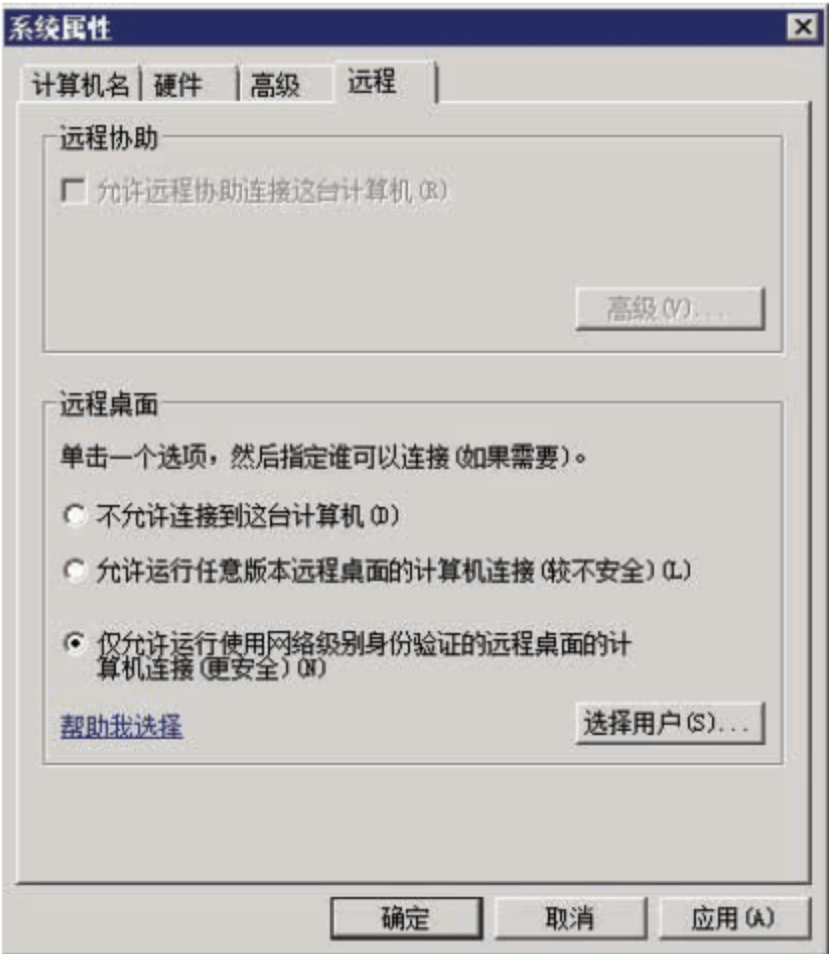 系统属性
计算机名 硬件 高级 远程
远程协助
允许远程协助连接这台计算机(R)
高级(V)...
远程桌面
单击一个选项，然后指定谁可以连接(如果需要)。
不允许连接到这台计算机(D)
允许运行任意版本远程桌面的计算机连接(较不安全)(L)
仅允许运行使用网络级别身份验证的远程桌面的计
算机连接(更安全)(N)
帮助我选择
选择用户(S)...
确定 取消 应用(A)